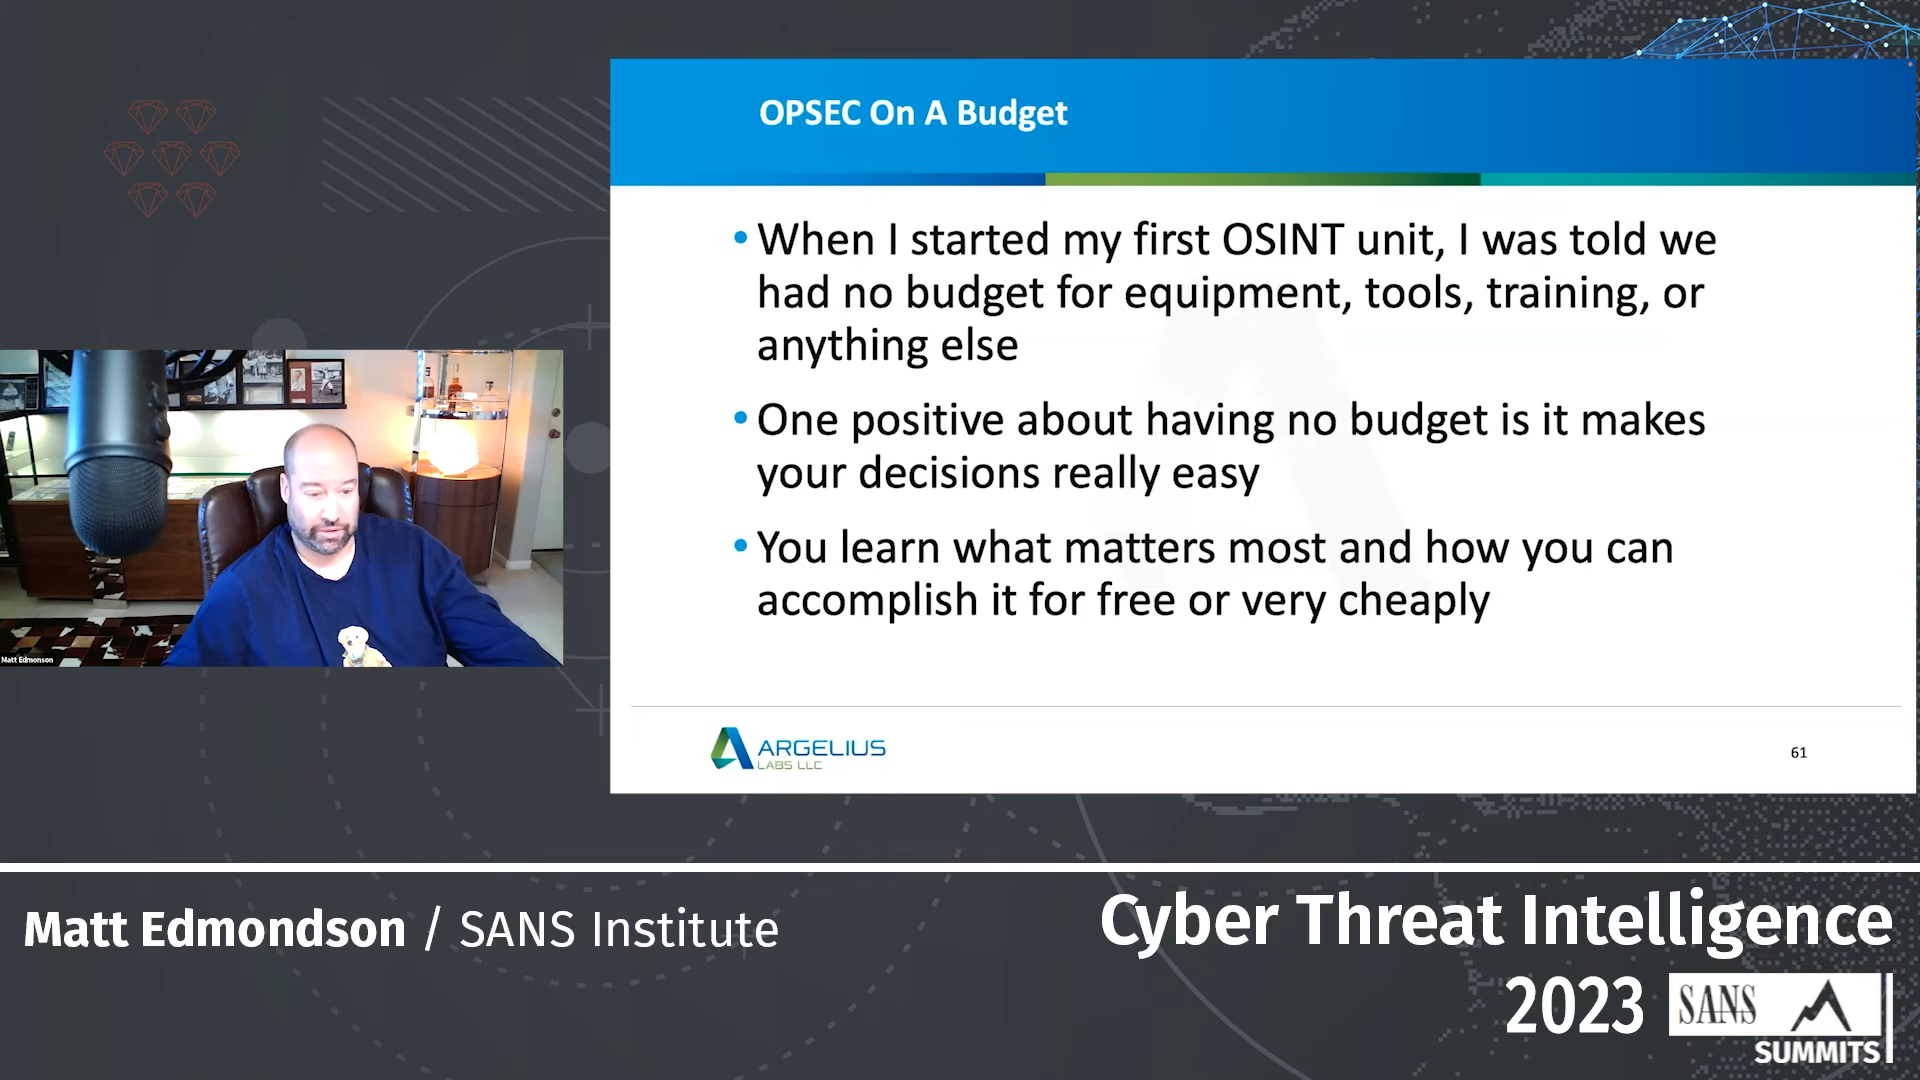 OPSEC On A Budget
•When I started my first OSINT unit, I was told we
had no budget for equipment, tools, training, or
anything else
•One positive about having no budget is it makes
your decisions really easy
•You learn what matters most and how you can
accomplish it for free or very cheaply
ARGELIUS
LABS LLC
61
Matt Edmonson
Matt Edmondson / SANS Institute
Cyber Threat Intelligence
2023
SANS
SUMMITS